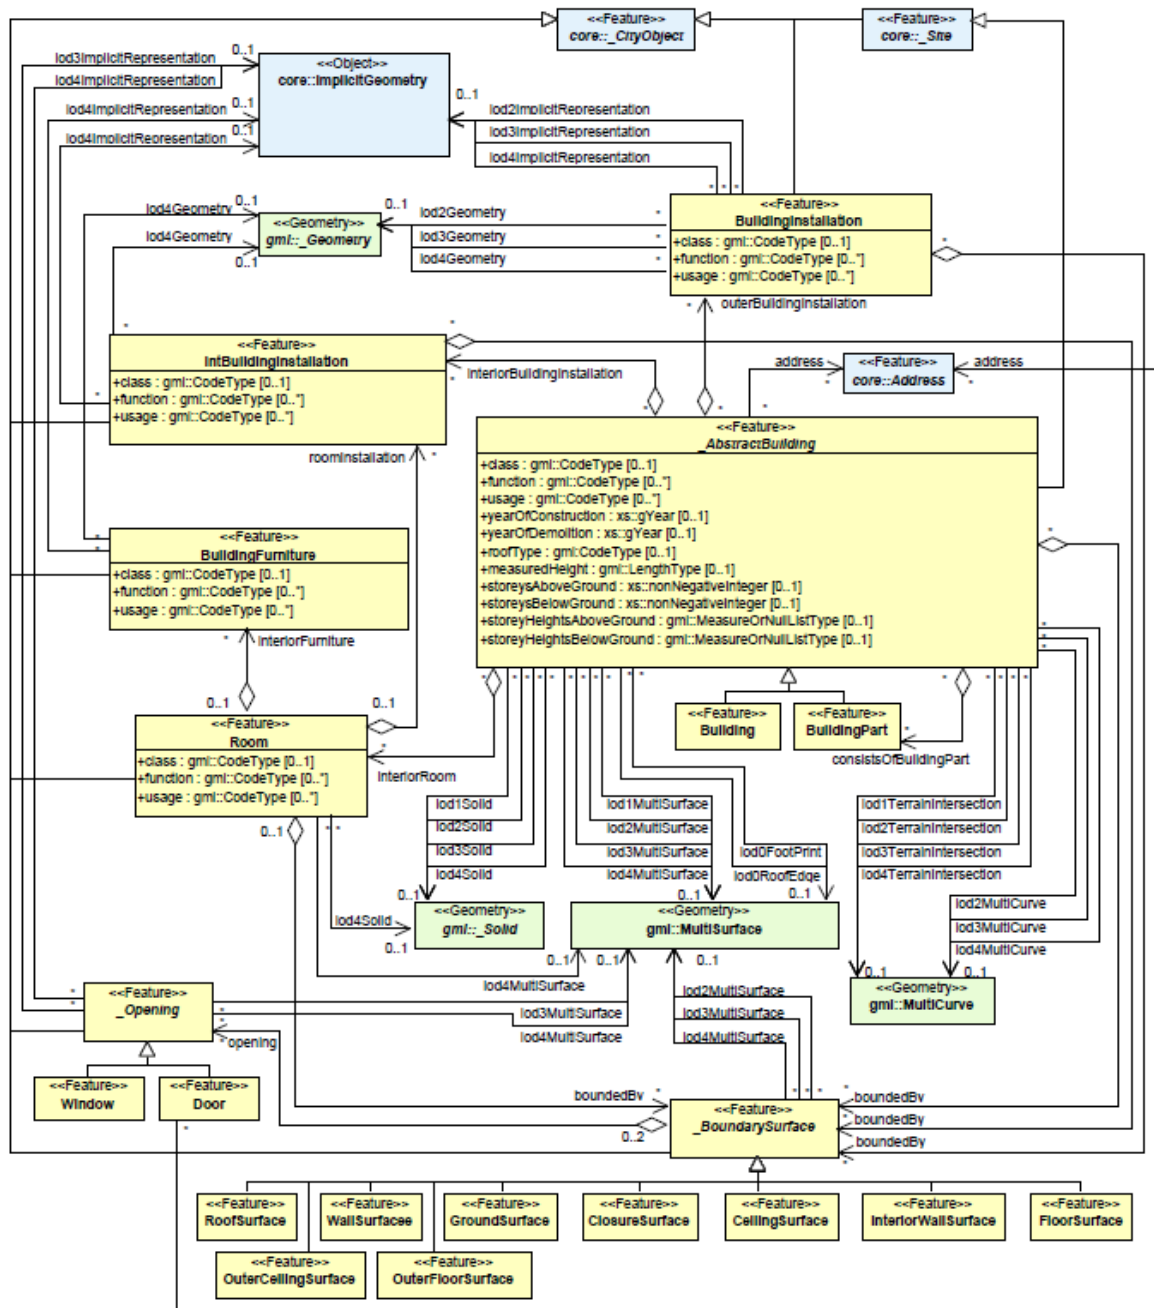 <<Feature>>
core::_CityObject
<<Feature>>
core::_Site
lod3ImplicitRepresentation
0..1
lod4ImplicitRepresentation
<<Object>>
core::ImplicitGeometry
0..1
lod4ImplicitRepresentation
0..1
lod4ImplicitRepresentation
0..1
lod2ImplicitRepresentation
lod3ImplicitRepresentation
lod4ImplicitRepresentation
* * *
<<Feature>>
BuildingInstallation
+class : gml::CodeType [0..1]
+function : gml::CodeType [0..*]
+usage : gml::CodeType [0..*]
*
lod4Geometry
0..1
lod4Geometry
0..1
<<Geometry>>
gml::_Geometry
0..1
lod2Geometry
*
lod3Geometry
*
lod4Geometry
*
* outerBuildingInstallation
*
<<Feature>>
IntBuildingInstallation
+class : gml::CodeType [0..1]
+function : gml::CodeType [0..*]
+usage : gml::CodeType [0..*]
*
*
interiorBuildingInstallation
*
address
*
<<Feature>>
core::Address
address
*
* * *
<<Feature>>
_AbstractBuilding
+class : gml::CodeType [0..1]
+function : gml::CodeType [0..*]
+usage : gml::CodeType [0..*]
+yearOfConstruction : xs::gYear [0..1]
+yearOfDemolition : xs::gYear [0..1]
+roofType : gml::CodeType [0..1]
+measuredHeight : gml::LengthType [0..1]
+storeysAboveGround : xs::nonNegativeInteger [0..1]
+storeysBelowGround : xs::nonNegativeInteger [0..1]
+storeyHeightsAboveGround : gml::MeasureOrNullListType [0..1]
+storeyHeightsBelowGround : gml::MeasureOrNullListType [0..1]
*
*
*
*
roomInstallation
*
*
*
<<Feature>>
BuildingFurniture
+class : gml::CodeType [0..1]
+function : gml::CodeType [0..*]
+usage : gml::CodeType [0..*]
*
interiorFurniture
0..1
0..1
<<Feature>>
Room
+class : gml::CodeType [0..1]
+function : gml::CodeType [0..*]
+usage : gml::CodeType [0..*]
*
interiorRoom
* * * * * * * * * * * * * * * *
<<Feature>>
Building
<<Feature>>
BuildingPart
*
consistsOfBuildingPart
0..1
* *
lod1Solid
lod2Solid
lod3Solid
lod4Solid
0..1
lod1MultiSurface
lod2MultiSurface
lod3MultiSurface
lod4MultiSurface
0..1
lod0FootPrint
lod0RoofEdge
0..1
lod1TerrainIntersection
lod2TerrainIntersection
lod3TerrainIntersection
lod4TerrainIntersection
0..1
lod2MultiCurve
lod3MultiCurve
lod4MultiCurve
0..1
lod4Solid
0..1
<<Geometry>>
gml::_Solid
<<Geometry>>
gml::MultiSurface
<<Geometry>>
gml::MultiCurve
0..1
0..1
0..1
lod4MultiSurface
*
*
<<Feature>>
_Opening
*
*
lod3MultiSurface
lod4MultiSurface
lod2MultiSurface
lod3MultiSurface
lod4MultiSurface
* opening
<<Feature>>
Window
<<Feature>>
Door
*
boundedBy
*
0..2
* * *
<<Feature>>
_BoundarySurface
*
boundedBy
*
boundedBy
boundedBy
*
<<Feature>>
RoofSurface
<<Feature>>
WallSurfacee
<<Feature>>
GroundSurface
<<Feature>>
ClosureSurface
<<Feature>>
CeilingSurface
<<Feature>>
InteriorWallSurface
<<Feature>>
FloorSurface
<<Feature>>
OuterCeilingSurface
<<Feature>>
OuterFloorSurface